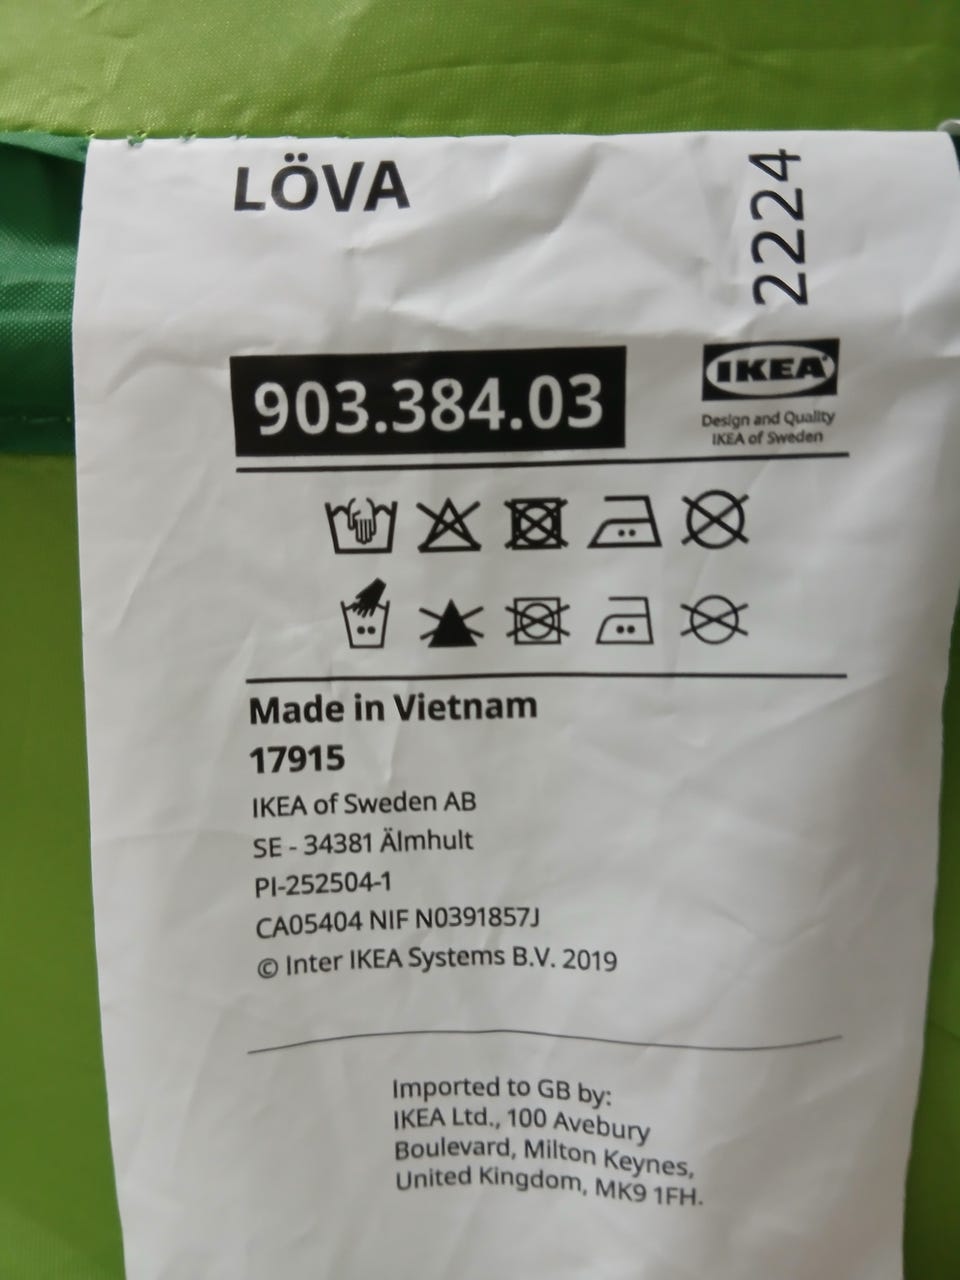 LÖVA
2224
903.384.03
IKEA
Design and Quality
IKEA of Sweden
Made in Vietnam
17915
IKEA of Sweden AB
SE - 34381 Älmhult
PI-252504-1
CA05404 NIF N0391857J
© Inter IKEA Systems B.V. 2019
Imported to GB by:
IKEA Ltd., 100 Avebury
Boulevard, Milton Keynes,
United Kingdom, MK9 1FH.